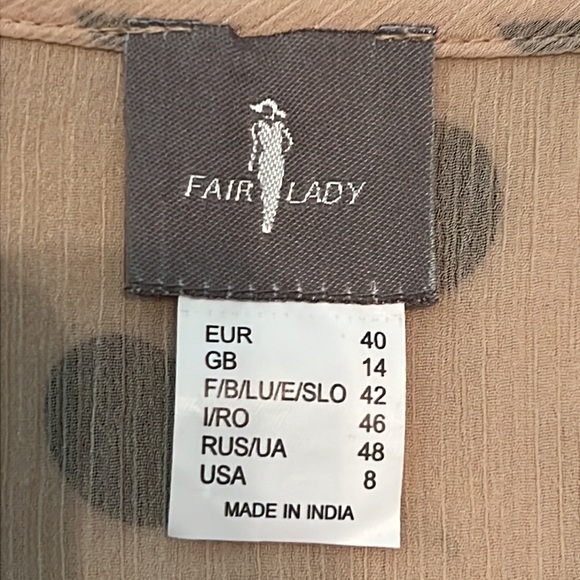 FAIR LADY
EUR 40
GB 14
F/B/LU/E/SLO 42
I/RO 46
RUS/UA 48
USA 8
MADE IN INDIA